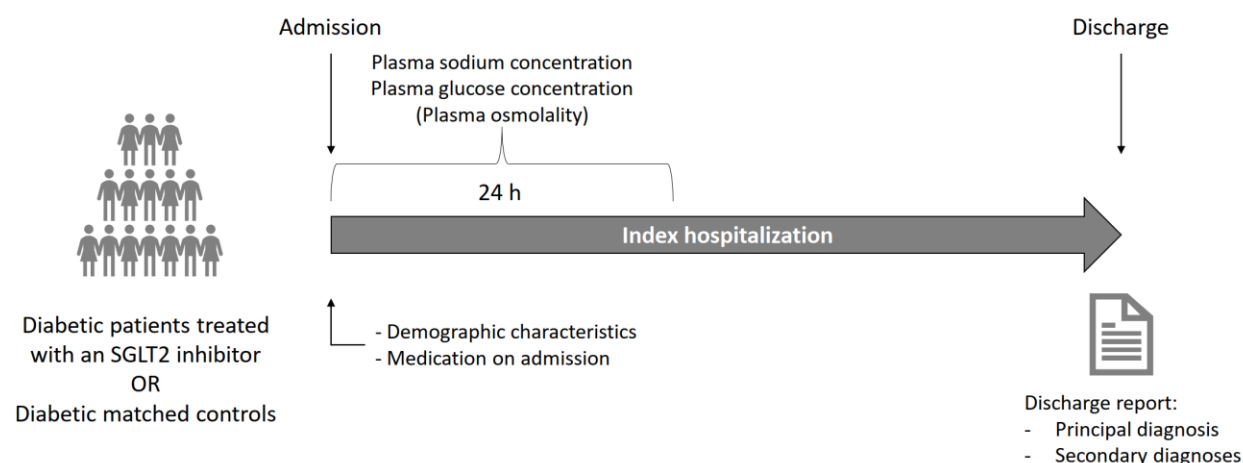 Admission
Discharge
Plasma sodium concentration
Plasma glucose concentration
(Plasma osmolality)
24 h
Index hospitalization
Diabetic patients treated
with an SGLT2 inhibitor
OR
Diabetic matched controls
- Demographic characteristics
- Medication on admission
Discharge report:
- Principal diagnosis
- Secondary diagnoses